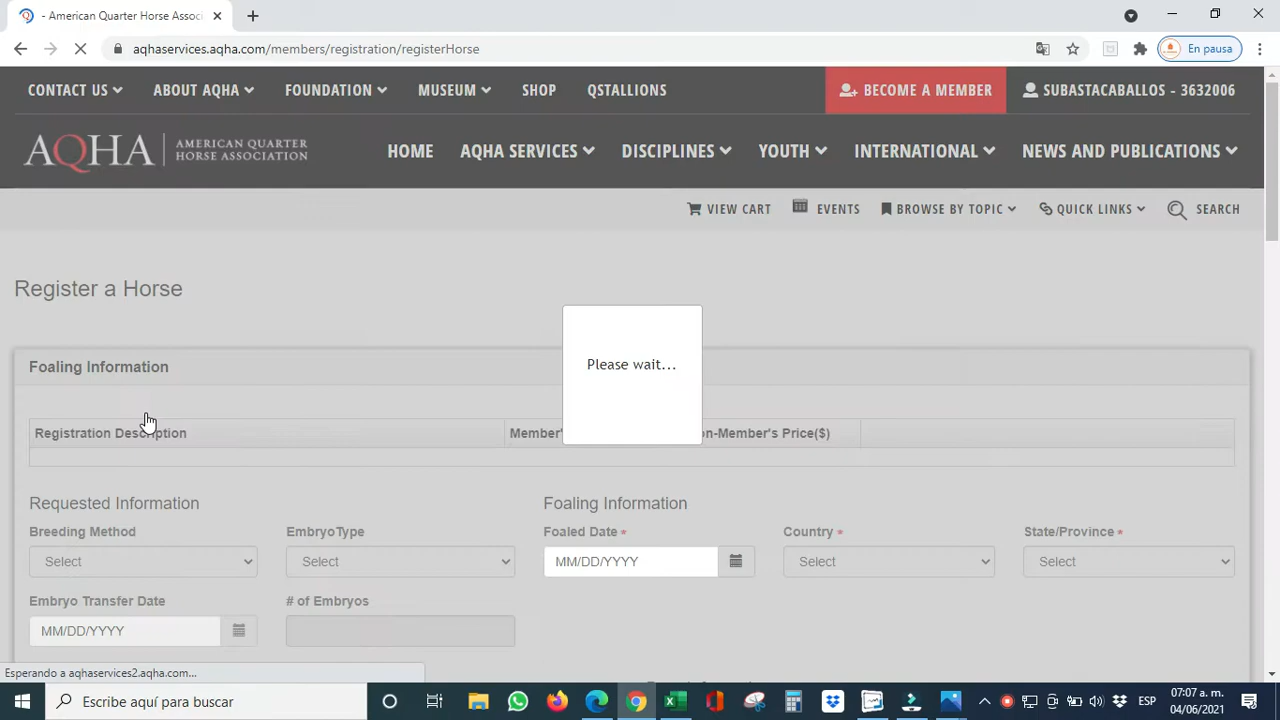 - American Quarter Horse Associ
aqhaservices.aqha.com/members/registration/registerHorse
En pausa
CONTACT US
ABOUT AQHA
FOUNDATION
MUSEUM
SHOP
QSTALLIONS
BECOME A MEMBER
SUBASTACABALLOS - 3632006
AQHA
AMERICAN QUARTER
HORSE ASSOCIATION
HOME
AQHA SERVICES
DISCIPLINES
YOUTH
INTERNATIONAL
NEWS AND PUBLICATIONS
VIEW CART
EVENTS
BROWSE BY TOPIC
QUICK LINKS
SEARCH
Register a Horse
Please wait...
Foaling Information
Registration Description
Member'
on-Member's Price($)
Requested Information
Foaling Information
Breeding Method
EmbryoType
Foaled Date *
Country *
State/Province *
Select
Select
MM/DD/YYYY
Select
Select
Embryo Transfer Date
# of Embryos
MM/DD/YYYY
Esperando a aqhaservices2.aqha.com...
Escribe aquí para buscar
ESP
07:07 a. m.
04/06/2021